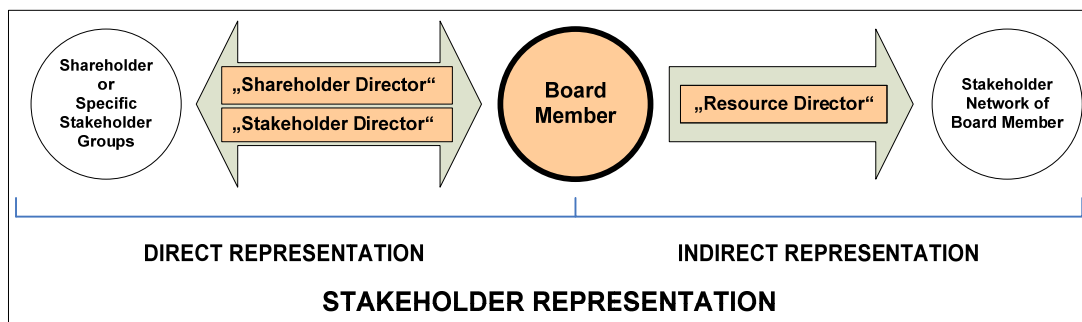 Shareholder
or
Specific
Stakeholder
Groups
„Shareholder Director“
„Stakeholder Director“
Board
Member
„Resource Director“
Stakeholder
Network of
Board Member
DIRECT REPRESENTATION
INDIRECT REPRESENTATION
STAKEHOLDER REPRESENTATION